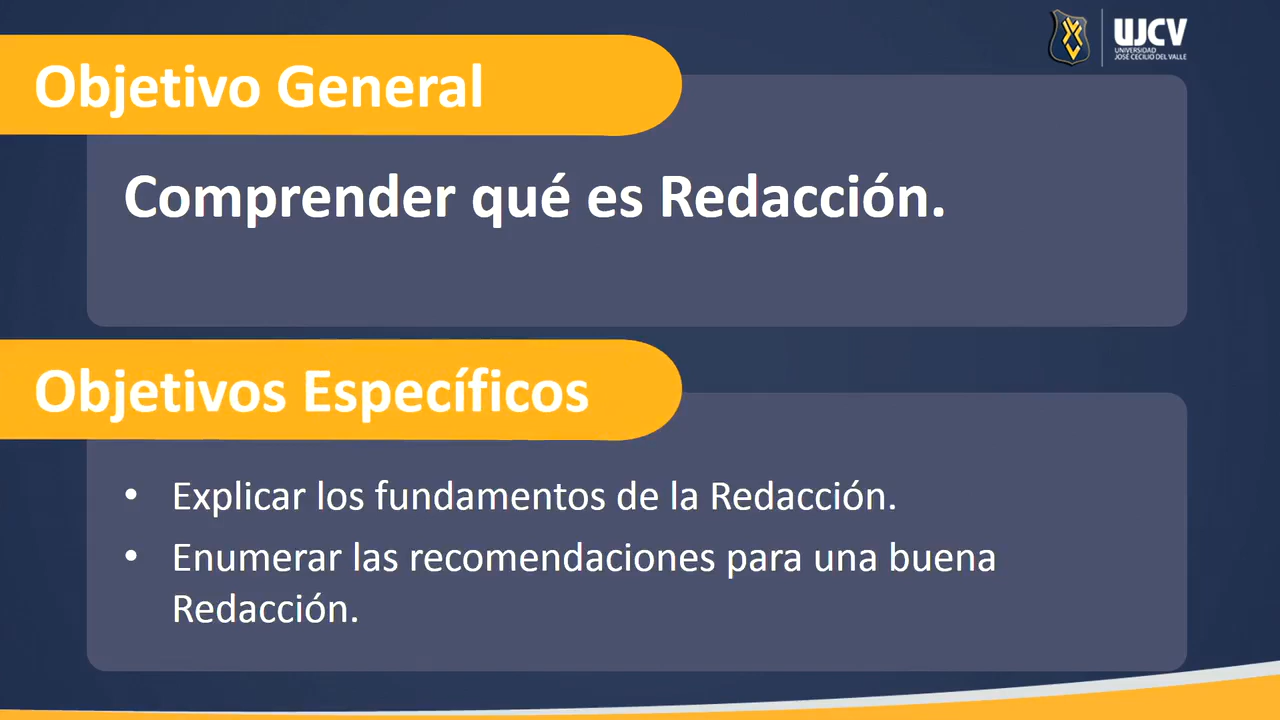 UJCV
UNIVERSIDAD
JOSÉ CECILIO DEL VALLE
Objetivo General
Comprender qué es Redacción.
Objetivos Específicos
• Explicar los fundamentos de la Redacción.
• Enumerar las recomendaciones para una buena
Redacción.